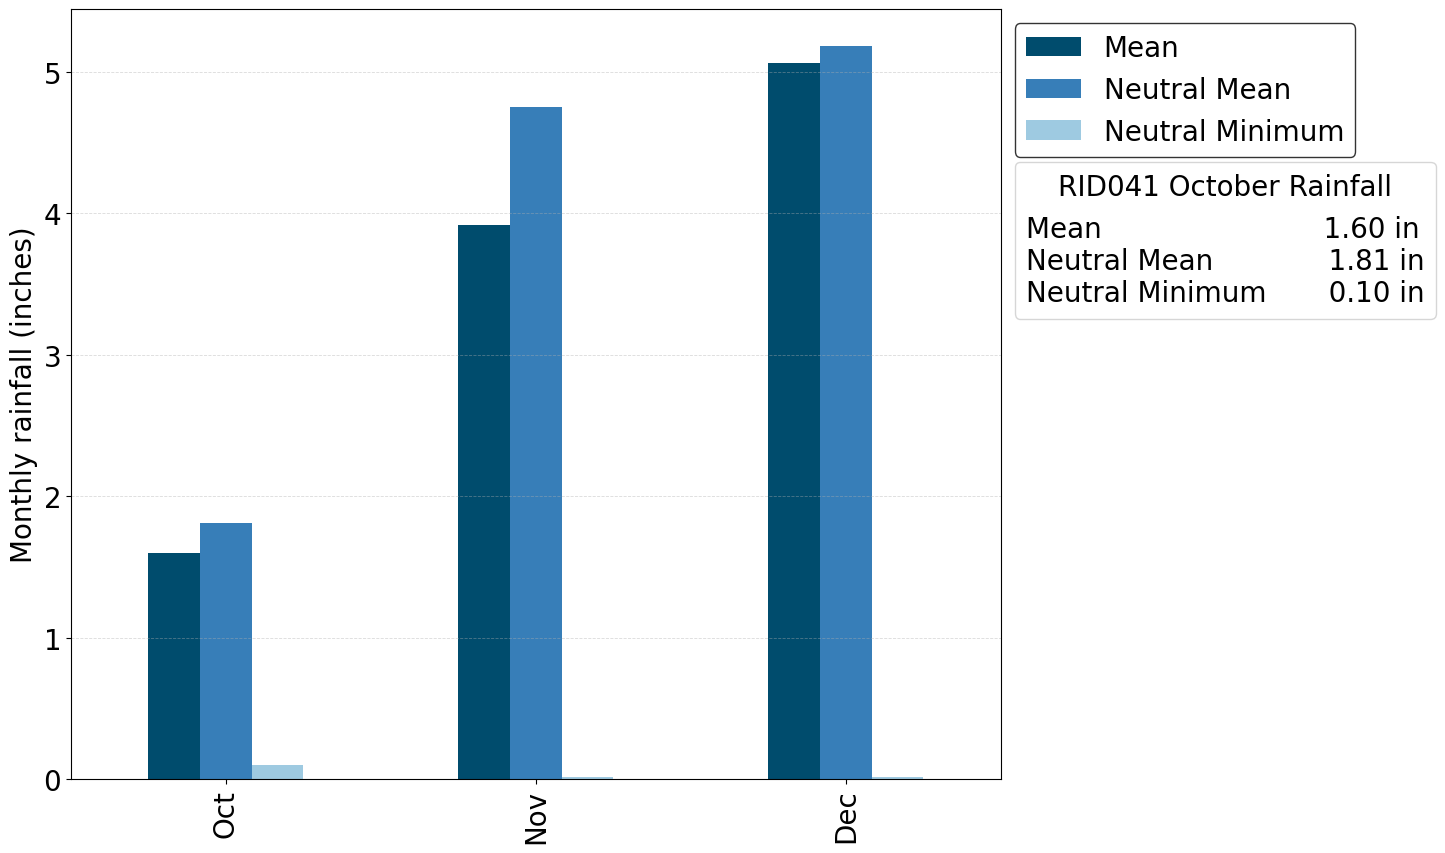 Monthly rainfall (inches)
5
4
3
2
1
0
Oct
Nov
Dec
Mean
Neutral Mean
Neutral Minimum
RID041 October Rainfall
Mean 1.60 in
Neutral Mean 1.81 in
Neutral Minimum 0.10 in